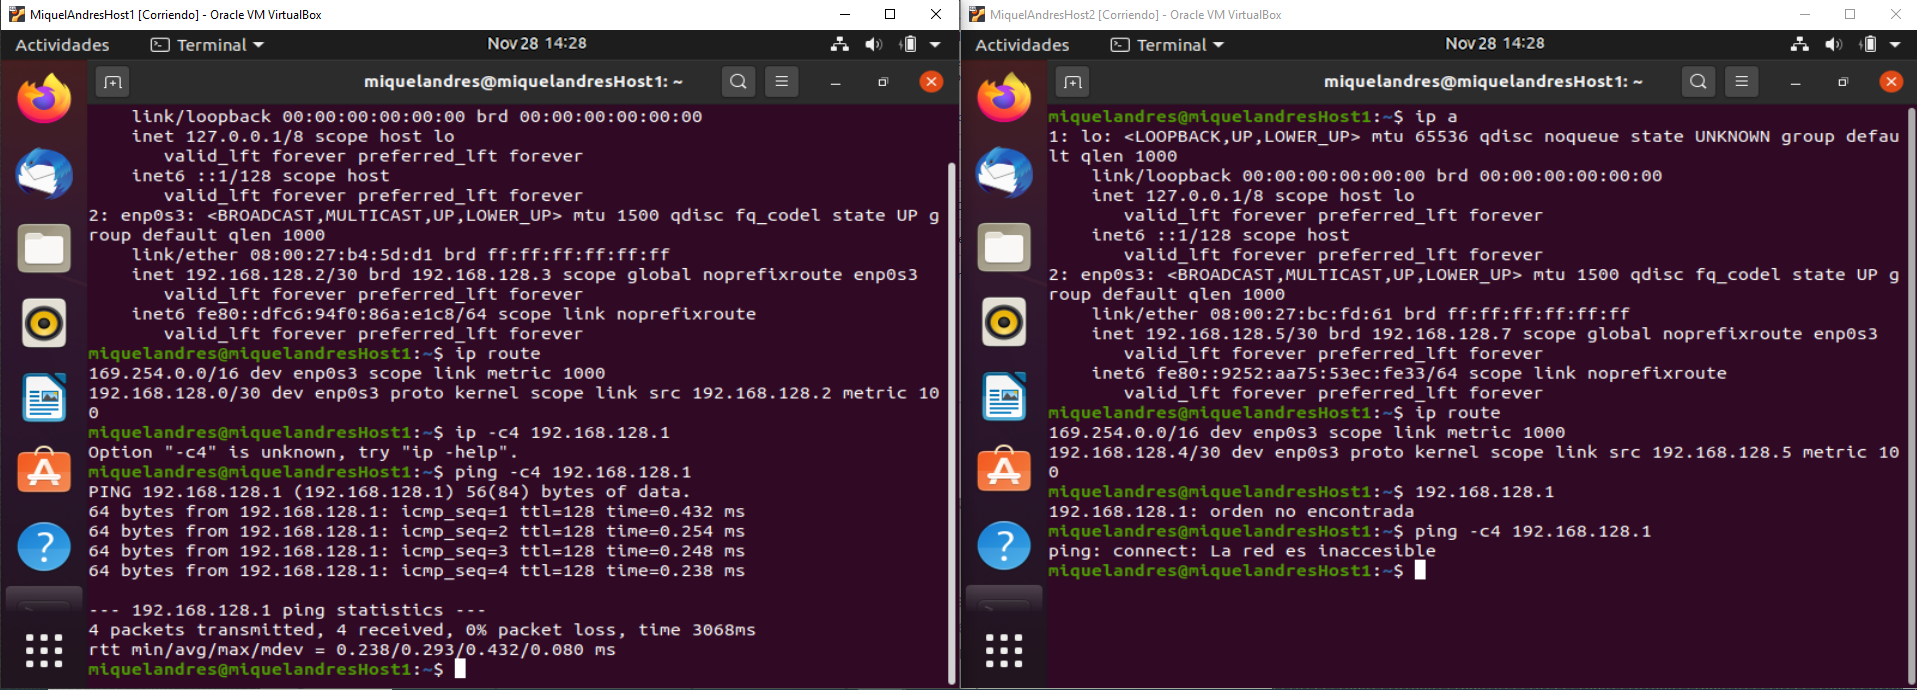 MiquelAndresHost1 [Corriendo] - Oracle VM VirtualBox
Actividades
Terminal
Nov 28 14:28
miquelandres@miquelandresHost1: ~
link/loopback 00:00:00:00:00:00 brd 00:00:00:00:00:00
inet 127.0.0.1/8 scope host lo
valid_lft forever preferred_lft forever
inet6 ::1/128 scope host
valid_lft forever preferred_lft forever
2: enp0s3: <BROADCAST,MULTICAST,UP,LOWER_UP> mtu 1500 qdisc fq_codel state UP g
roup default qlen 1000
link/ether 08:00:27:b4:5d:d1 brd ff:ff:ff:ff:ff:ff
inet 192.168.128.2/30 brd 192.168.128.3 scope global noprefixroute enp0s3
valid_lft forever preferred_lft forever
inet6 fe80::dfc6:94f0:86a:e1c8/64 scope link noprefixroute
valid_lft forever preferred_lft forever
miquelandres@miquelandresHost1:~$ ip route
169.254.0.0/16 dev enp0s3 scope link metric 1000
192.168.128.0/30 dev enp0s3 proto kernel scope link src 192.168.128.2 metric 10
0
miquelandres@miquelandresHost1:~$ ip -c4 192.168.128.1
Option "-c4" is unknown, try "ip -help".
miquelandres@miquelandresHost1:~$ ping -c4 192.168.128.1
PING 192.168.128.1 (192.168.128.1) 56(84) bytes of data.
64 bytes from 192.168.128.1: icmp_seq=1 ttl=128 time=0.432 ms
64 bytes from 192.168.128.1: icmp_seq=2 ttl=128 time=0.254 ms
64 bytes from 192.168.128.1: icmp_seq=3 ttl=128 time=0.248 ms
64 bytes from 192.168.128.1: icmp_seq=4 ttl=128 time=0.238 ms
--- 192.168.128.1 ping statistics ---
4 packets transmitted, 4 received, 0% packet loss, time 3068ms
rtt min/avg/max/mdev = 0.238/0.293/0.432/0.080 ms
miquelandres@miquelandresHost1:~$
MiquelAndresHost2 [Corriendo] - Oracle VM VirtualBox
Actividades
Terminal
Nov 28 14:28
miquelandres@miquelandresHost1: ~
miquelandres@miquelandresHost1:~$ ip a
1: lo: <LOOPBACK,UP,LOWER_UP> mtu 65536 qdisc noqueue state UNKNOWN group defau
lt qlen 1000
link/loopback 00:00:00:00:00:00 brd 00:00:00:00:00:00
inet 127.0.0.1/8 scope host lo
valid_lft forever preferred_lft forever
inet6 ::1/128 scope host
valid_lft forever preferred_lft forever
2: enp0s3: <BROADCAST,MULTICAST,UP,LOWER_UP> mtu 1500 qdisc fq_codel state UP g
roup default qlen 1000
link/ether 08:00:27:bc:fd:61 brd ff:ff:ff:ff:ff:ff
inet 192.168.128.5/30 brd 192.168.128.7 scope global noprefixroute enp0s3
valid_lft forever preferred_lft forever
inet6 fe80::9252:aa75:53ec:fe33/64 scope link noprefixroute
valid_lft forever preferred_lft forever
miquelandres@miquelandresHost1:~$ ip route
169.254.0.0/16 dev enp0s3 scope link metric 1000
192.168.128.4/30 dev enp0s3 proto kernel scope link src 192.168.128.5 metric 10
0
miquelandres@miquelandresHost1:~$ 192.168.128.1
192.168.128.1: orden no encontrada
miquelandres@miquelandresHost1:~$ ping -c4 192.168.128.1
ping: connect: La red es inaccesible
miquelandres@miquelandresHost1:~$